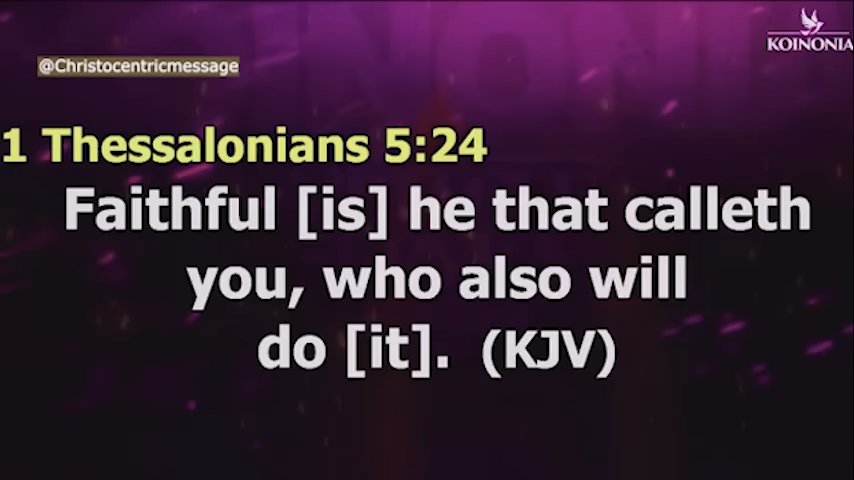 KOINONIA
@Christocentricmessage
1 Thessalonians 5:24
Faithful [is] he that calleth
you, who also will
do [it].  (KJV)